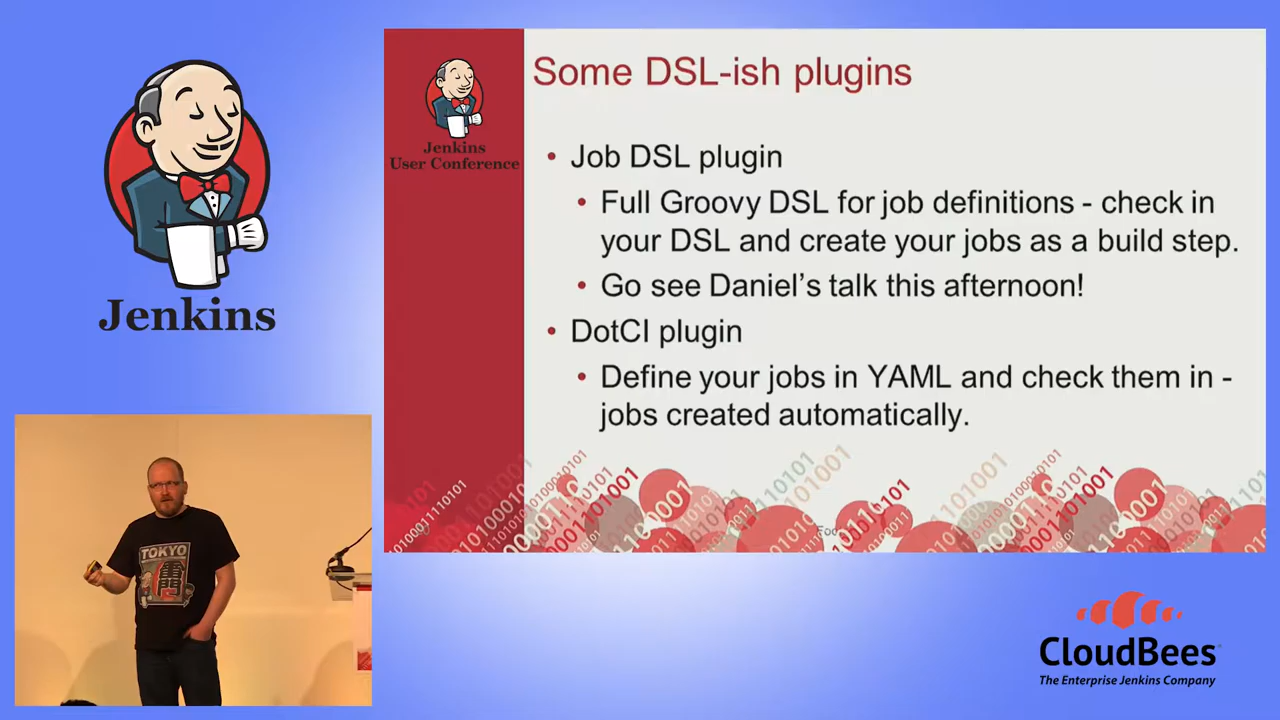 Jenkins
Jenkins
User Conference
Some DSL-ish plugins
• Job DSL plugin
• Full Groovy DSL for job definitions - check in
your DSL and create your jobs as a build step.
• Go see Daniel’s talk this afternoon!
• DotCI plugin
• Define your jobs in YAML and check them in -
jobs created automatically.
TOKYO
CloudBees
The Enterprise Jenkins Company